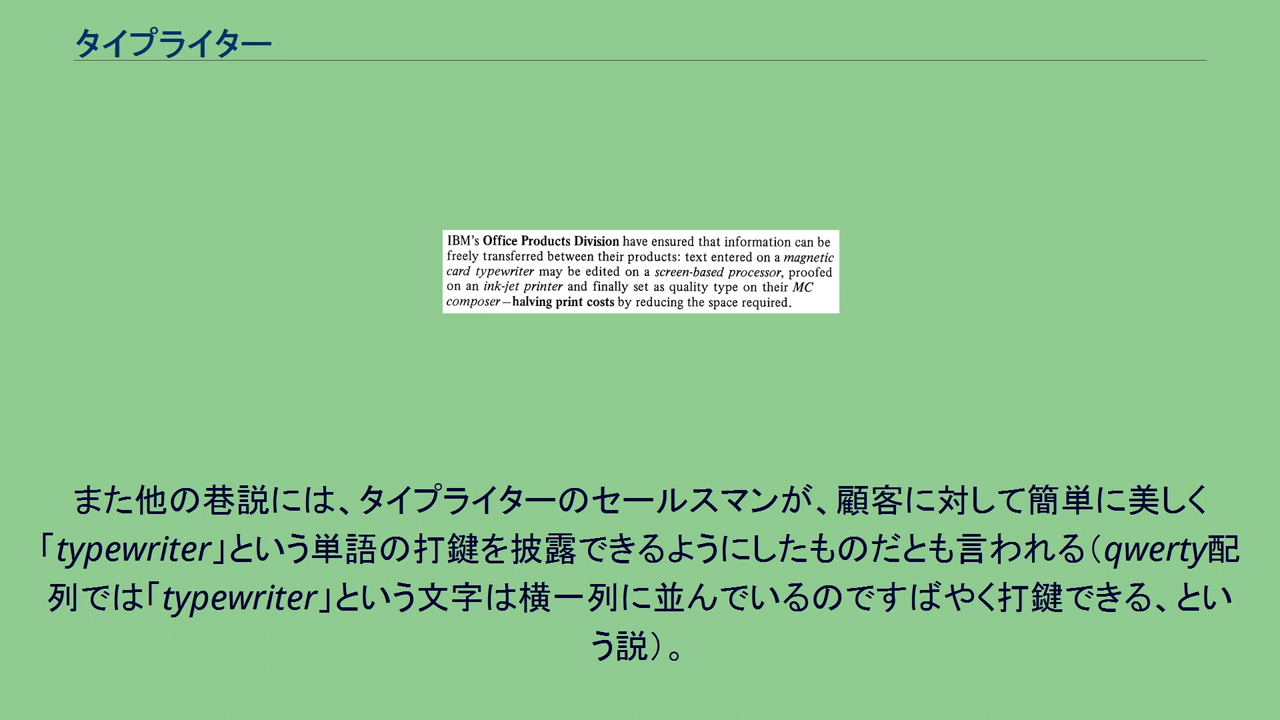 タイプライター
IBM's Office Products Division have ensured that information can be
freely transferred between their products: text entered on a magnetic
card typewriter may be edited on a screen-based processor, proofed
on an ink-jet printer and finally set as quality type on their MC
composer—halving print costs by reducing the space required.
また他の巷説には、タイプライターのセールスマンが、顧客に対して簡単に美しく
「typewriter」という単語の打鍵を披露できるようにしたものだとも言われる（qwerty配
列では「typewriter」という文字は横一列に並んでいるのですばやく打鍵できる、とい
う説）。